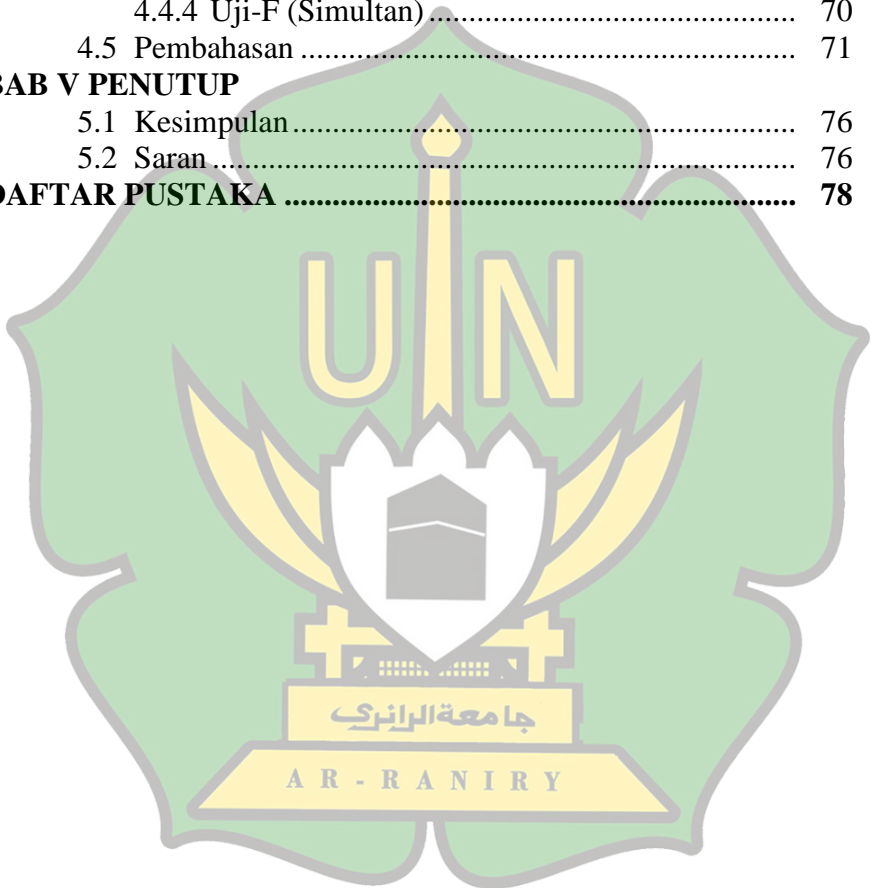 4.4.4 Uji-F (Simultan) ........................................................ 70
4.5 Pembahasan ............................................................................. 71
BAB V PENUTUP
5.1 Kesimpulan ............................................................................... 76
5.2 Saran ........................................................................................... 76
DAFTAR PUSTAKA ................................................................ 78
UIN
جامعة الرانري
AR-RANIRY